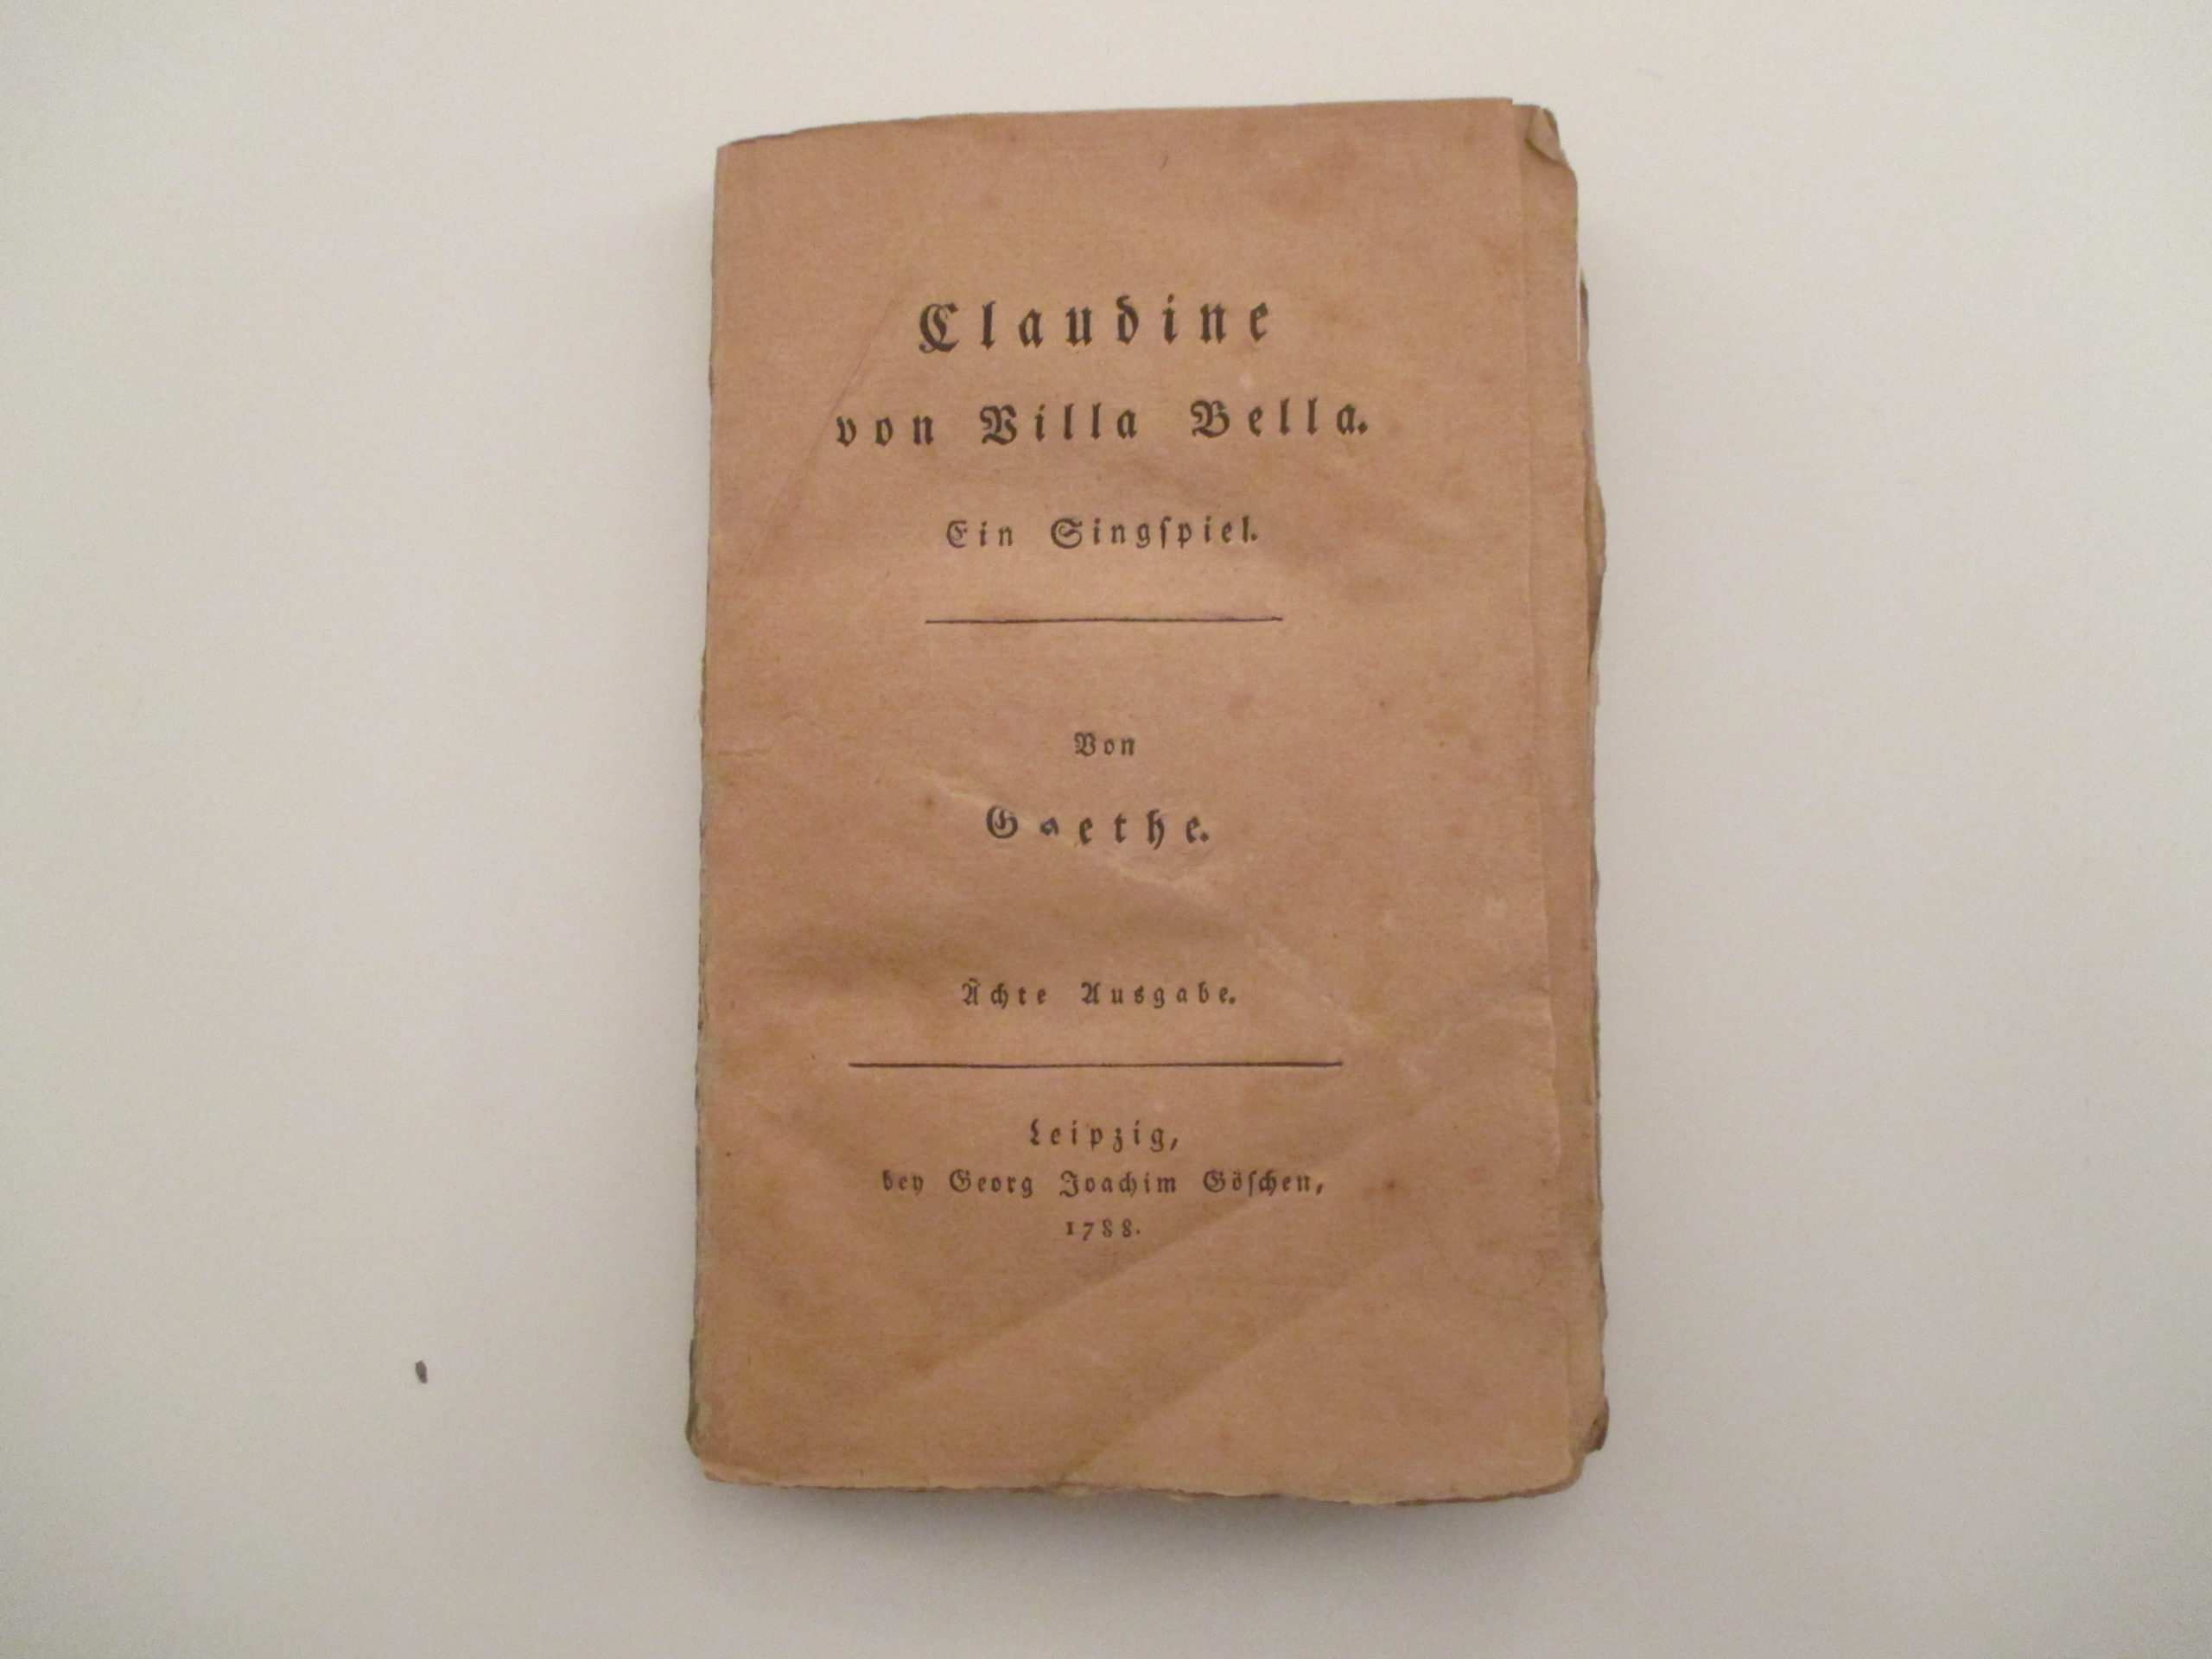 Claudine
von Villa Bella.
Ein Singſpiel.
Von
Goethe.
Ächte Ausgabe.
Leipzig,
bey Georg Joachim Göſchen,
1788.